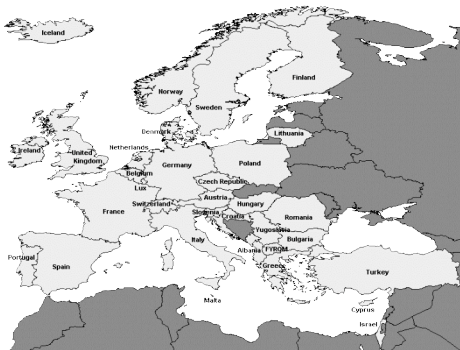 Iceland
Finland
Norway
Sweden
Denmark
Lithuania
Netherlands
Ireland
United
Kingdom
Germany
Poland
Belgium
Czech Republic
Lux
Austria
Hungary
Switzerland
Slovenia
Croatia
France
Romania
Yugoslavia
Italy
Bulgaria
Albania
FYROM
Portugal
Spain
Greece
Turkey
Malta
Cyprus
Israel